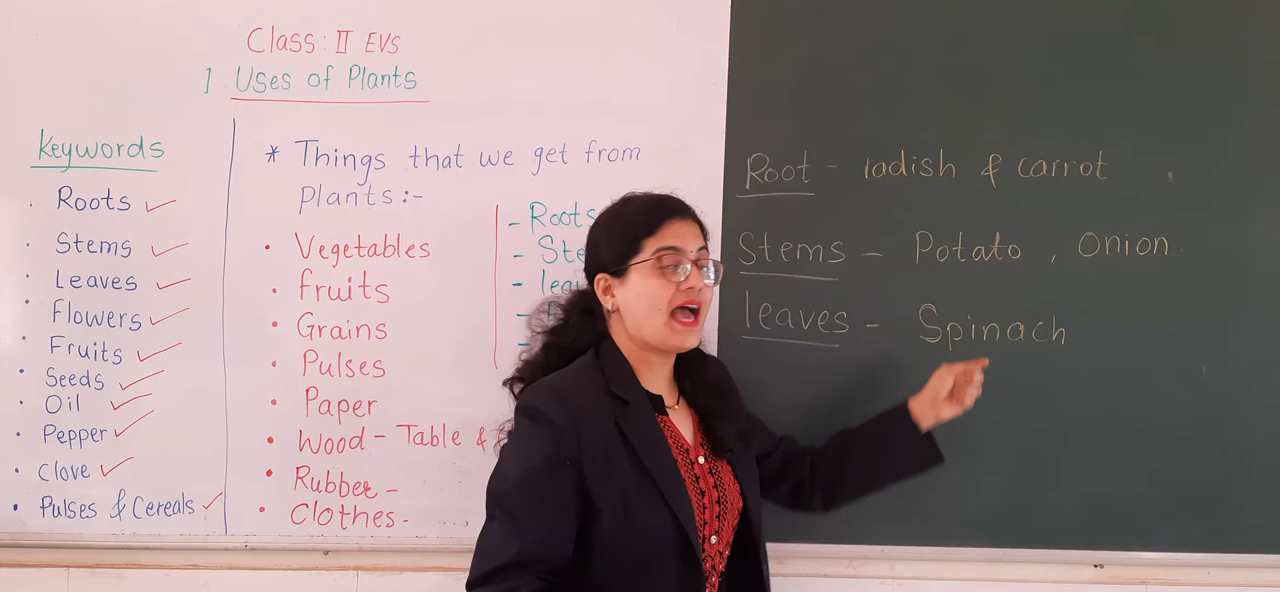 Class: II EVS
1 Uses of Plants
Keywords
Roots
Stems
Leaves
Flowers
Fruits
Seeds
Oil
Pepper
Clove
Pulses & Cereals
* Things that we get from
Plants:-
Vegetables
fruits
Grains
Pulses
Paper
Wood - Table &
Rubber -
Clothes -
- Roots
Root - radish & carrot
Stems - Potato , Onion
leaves - Spinach